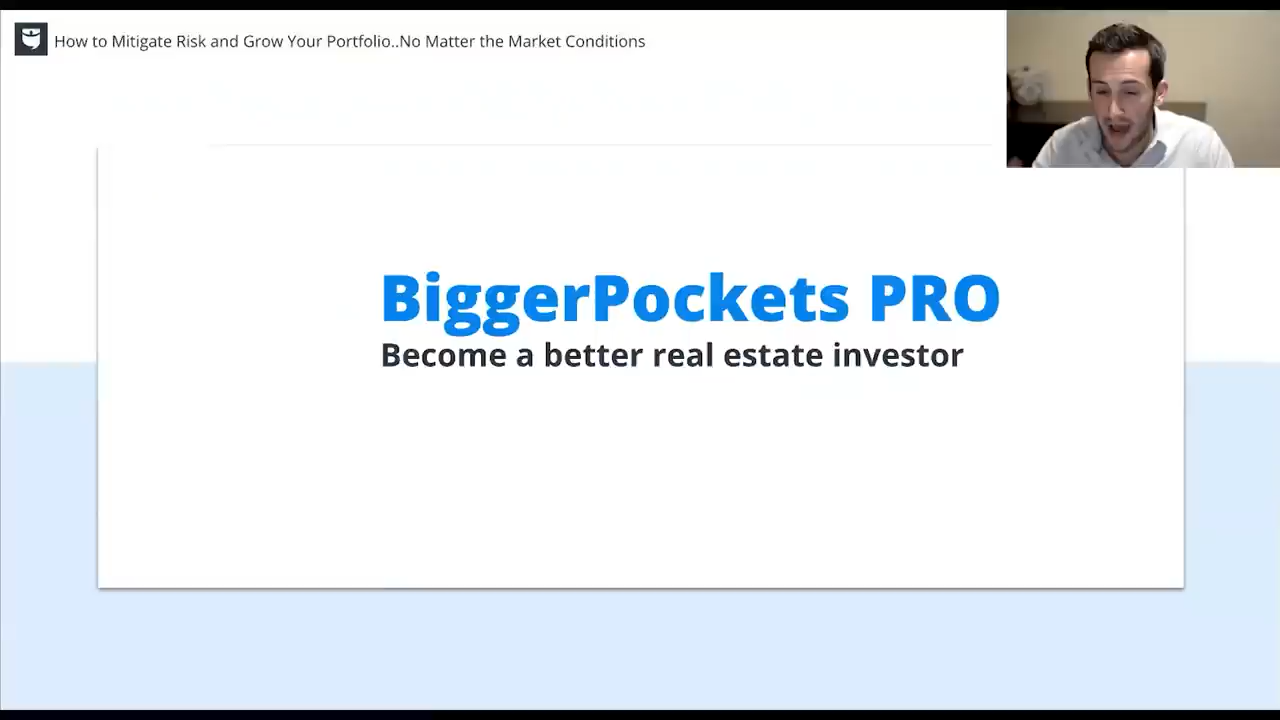 How to Mitigate Risk and Grow Your Portfolio..No Matter the Market Conditions
BiggerPockets PRO
Become a better real estate investor